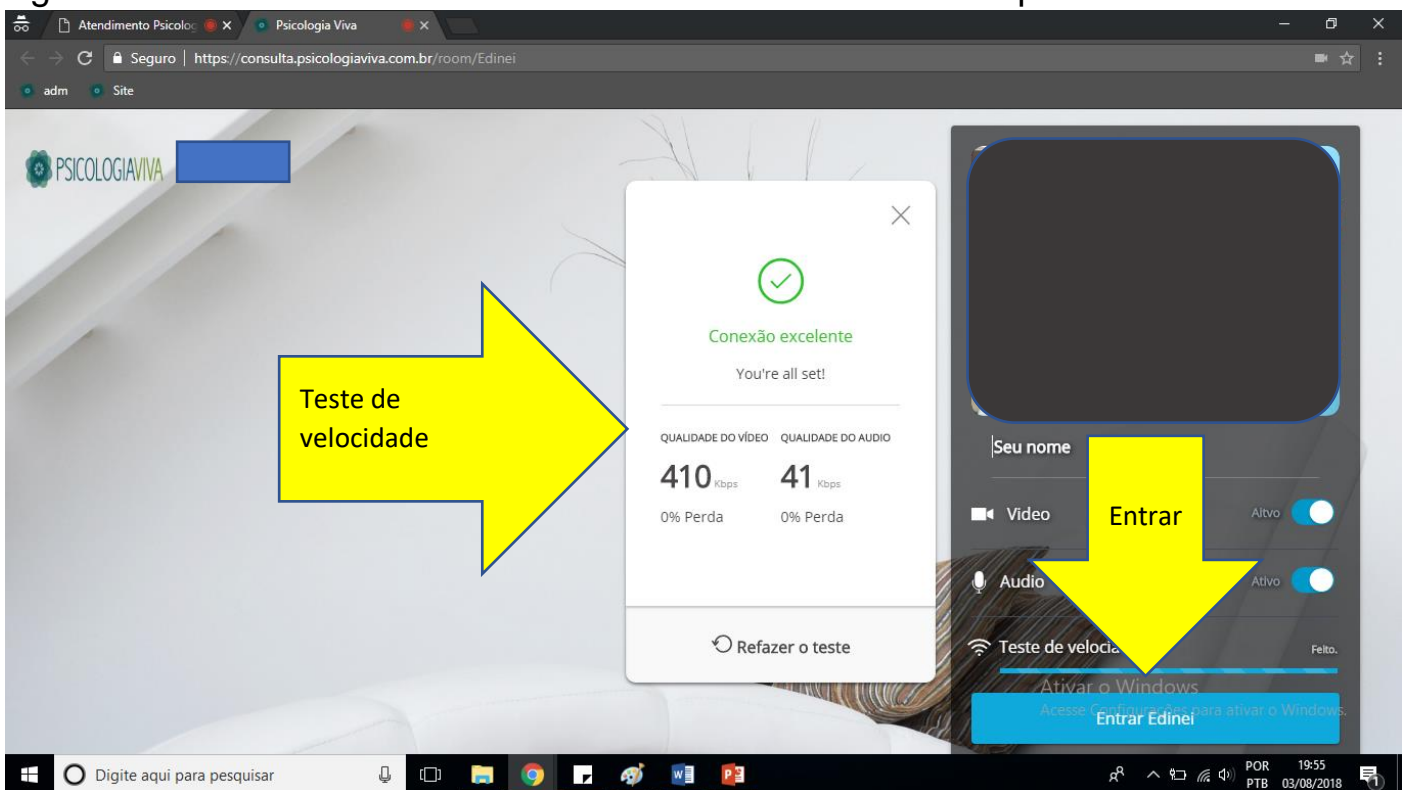 Atendimento Psicolog
Psicologia Viva
Seguro | https://consulta.psicologiaviva.com.br/room/Edinei
adm
Site
PSICOLOGIAVIVA
Conexão excelente
You're all set!
QUALIDADE DO VÍDEO QUALIDADE DO AUDIO
410 Kbps 41 Kbps
0% Perda 0% Perda
Refazer o teste
Teste de
velocidade
Seu nome
Video Ativo
Audio Ativo
Teste de velocia Feito.
Entrar
Ativar o Windows
Acesse Configurações para ativar o Windows.
Entrar Edinei
Digite aqui para pesquisar
POR 19:55
PTB 03/08/2018
1